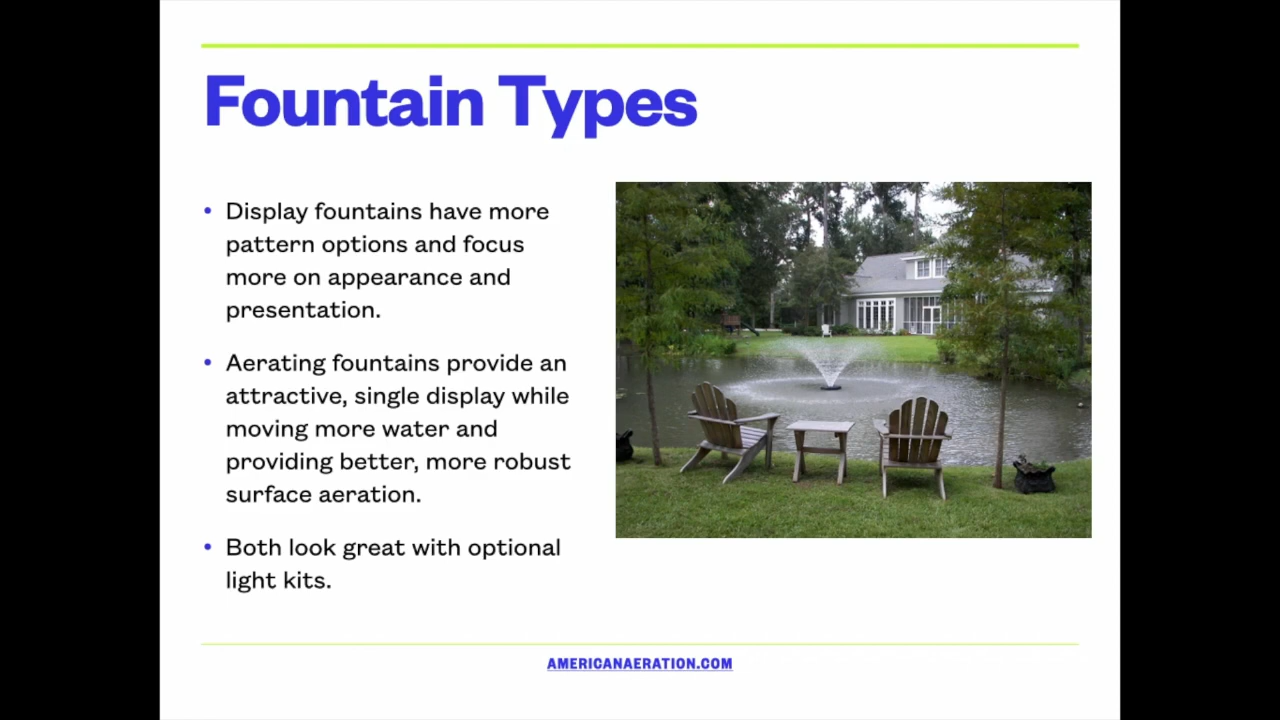 Fountain Types
• Display fountains have more
pattern options and focus
more on appearance and
presentation.
• Aerating fountains provide an
attractive, single display while
moving more water and
providing better, more robust
surface aeration.
• Both look great with optional
light kits.
AMERICANAERATION.COM